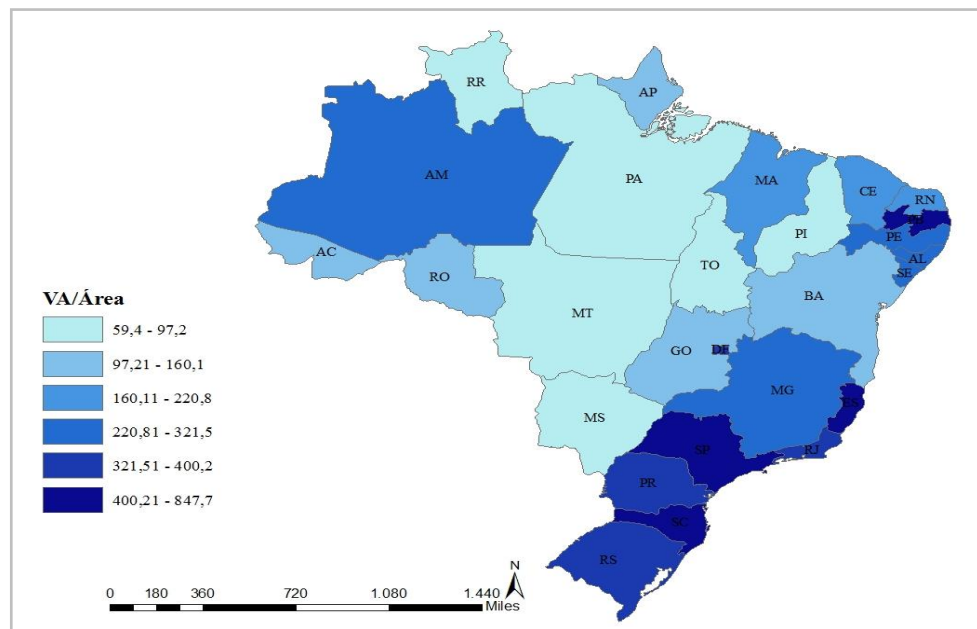 RR
AP
AM
PA
MA
CE
RN
PB
PI
PE
AL
SE
AC
RO
TO
BA
MT
GO
DF
MG
ES
MS
SP
RJ
PR
SC
RS
VA/Área
59,4 - 97,2
97,21 - 160,1
160,11 - 220,8
220,81 - 321,5
321,51 - 400,2
400,21 - 847,7
N
0 180 360 720 1.080 1.440
Miles